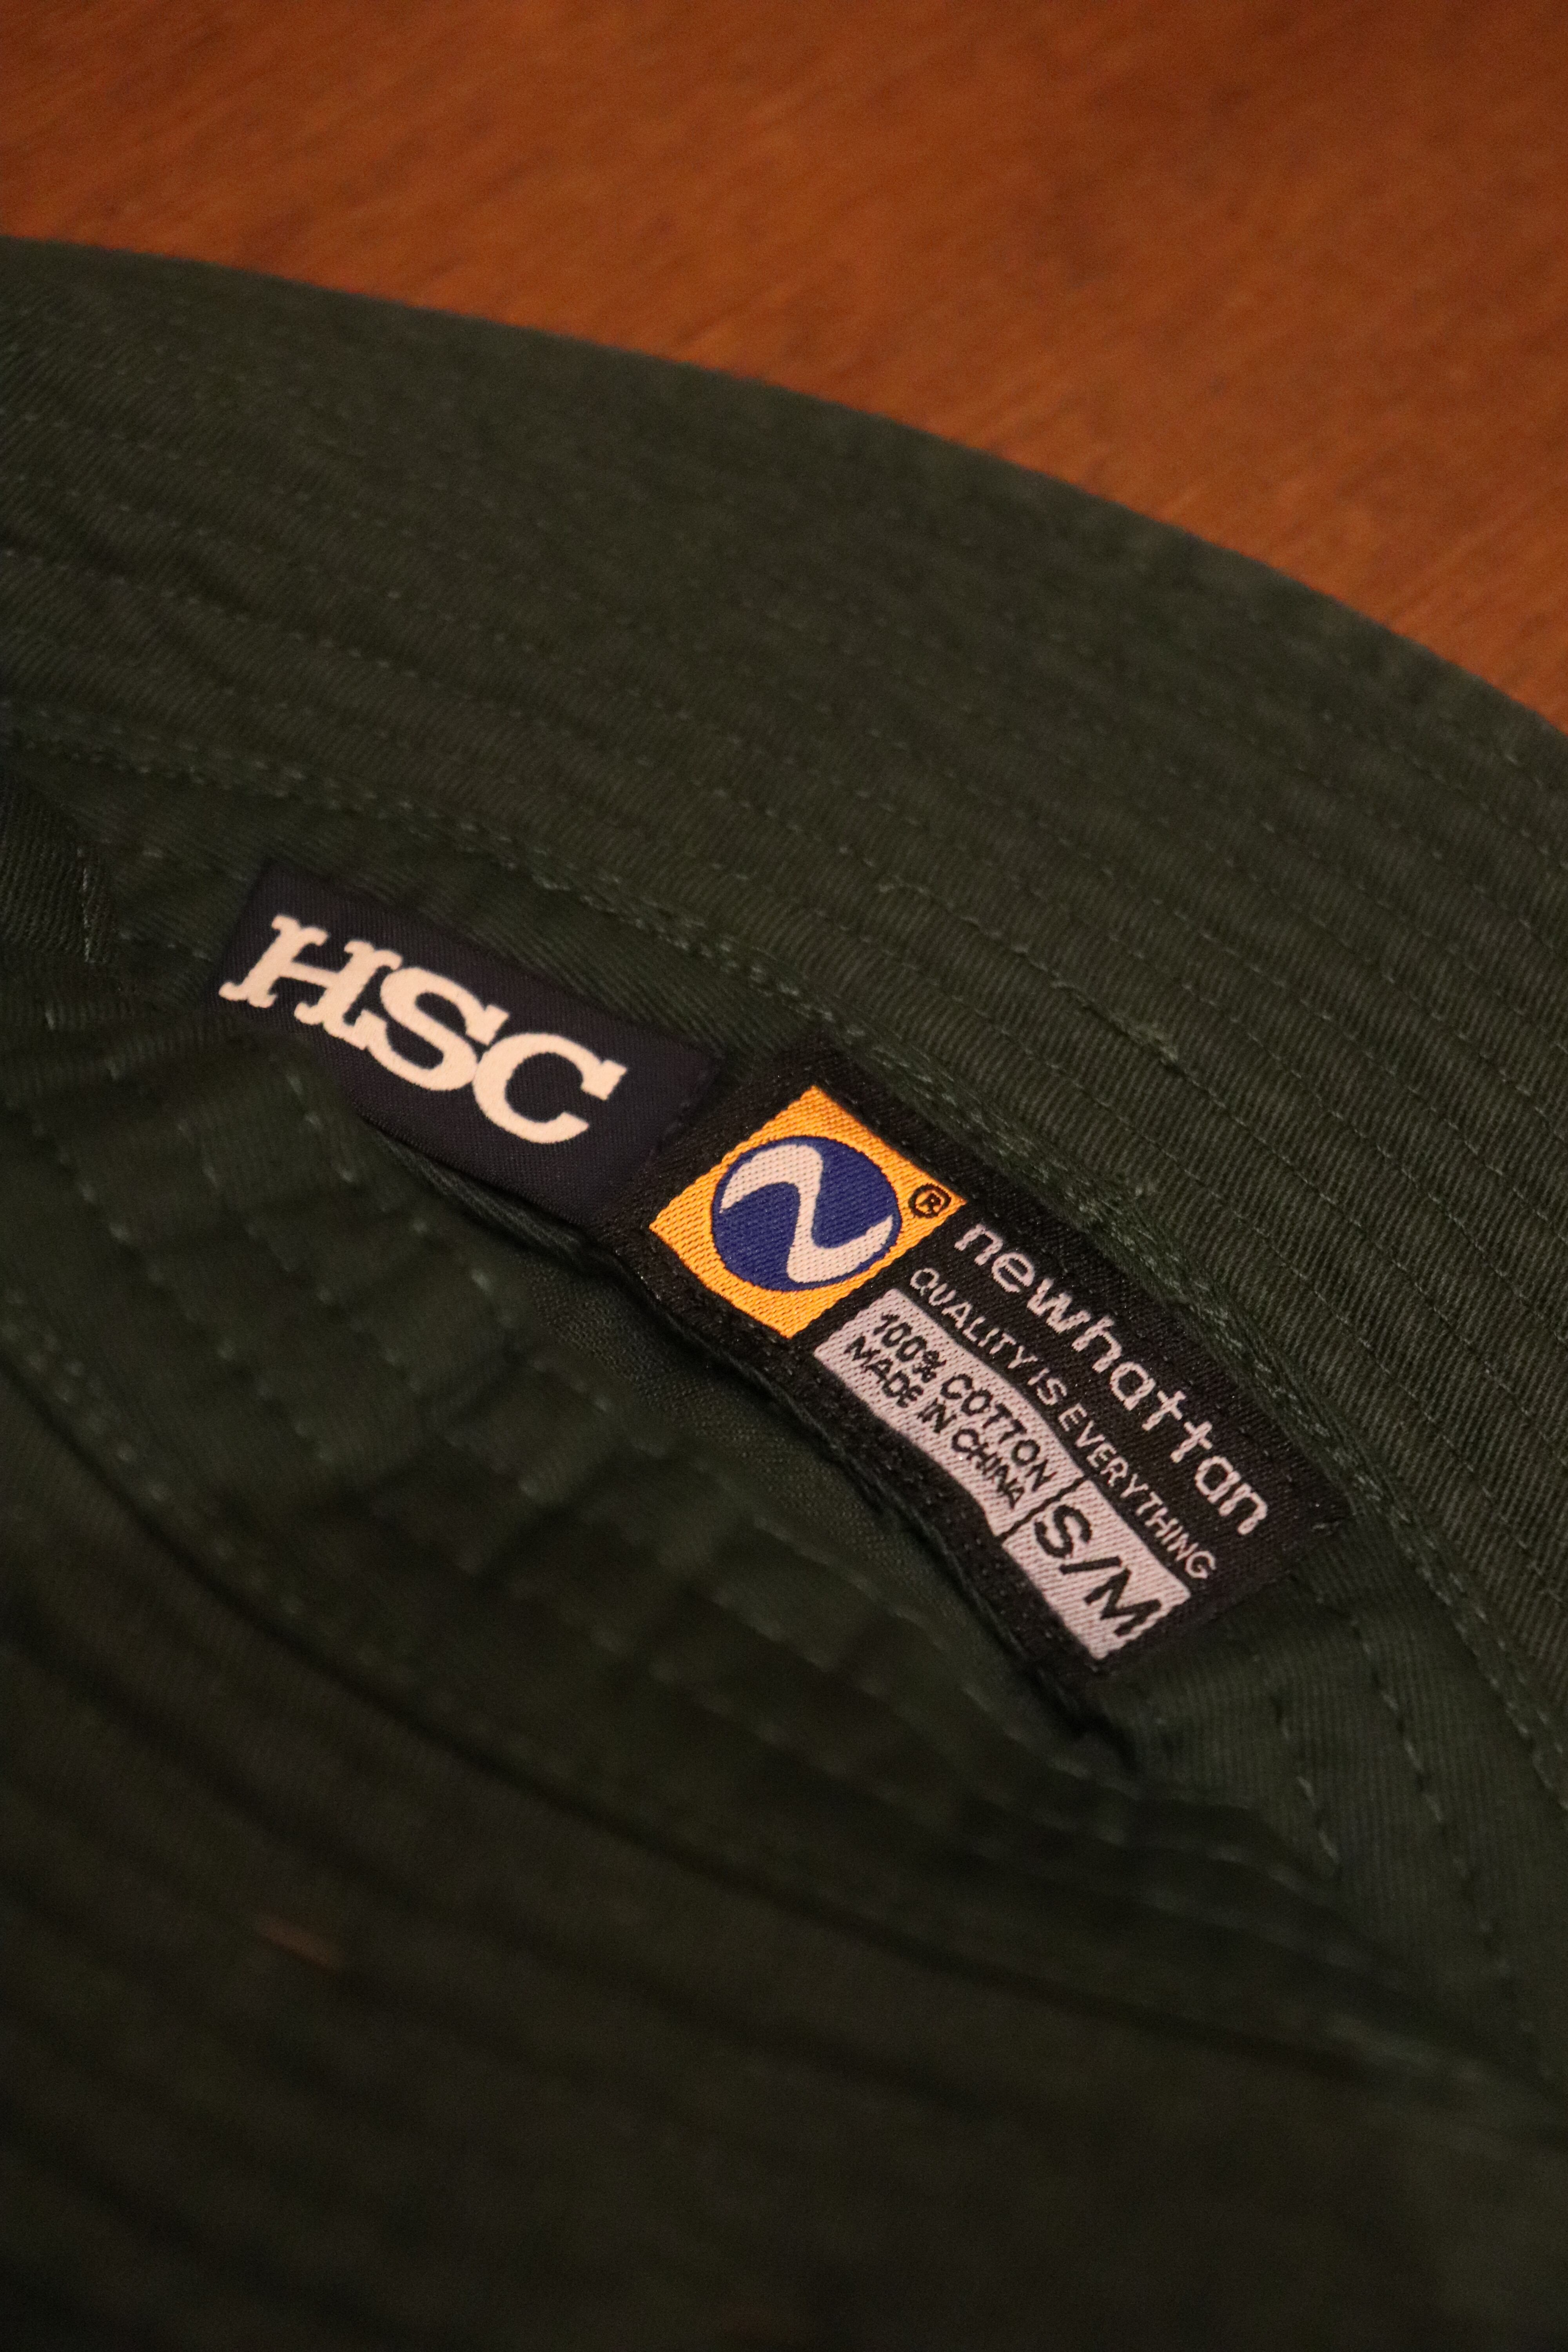 HSC
®
newhattan
QUALITY IS EVERYTHING
100% COTTON
MADE IN CHINA
S/M